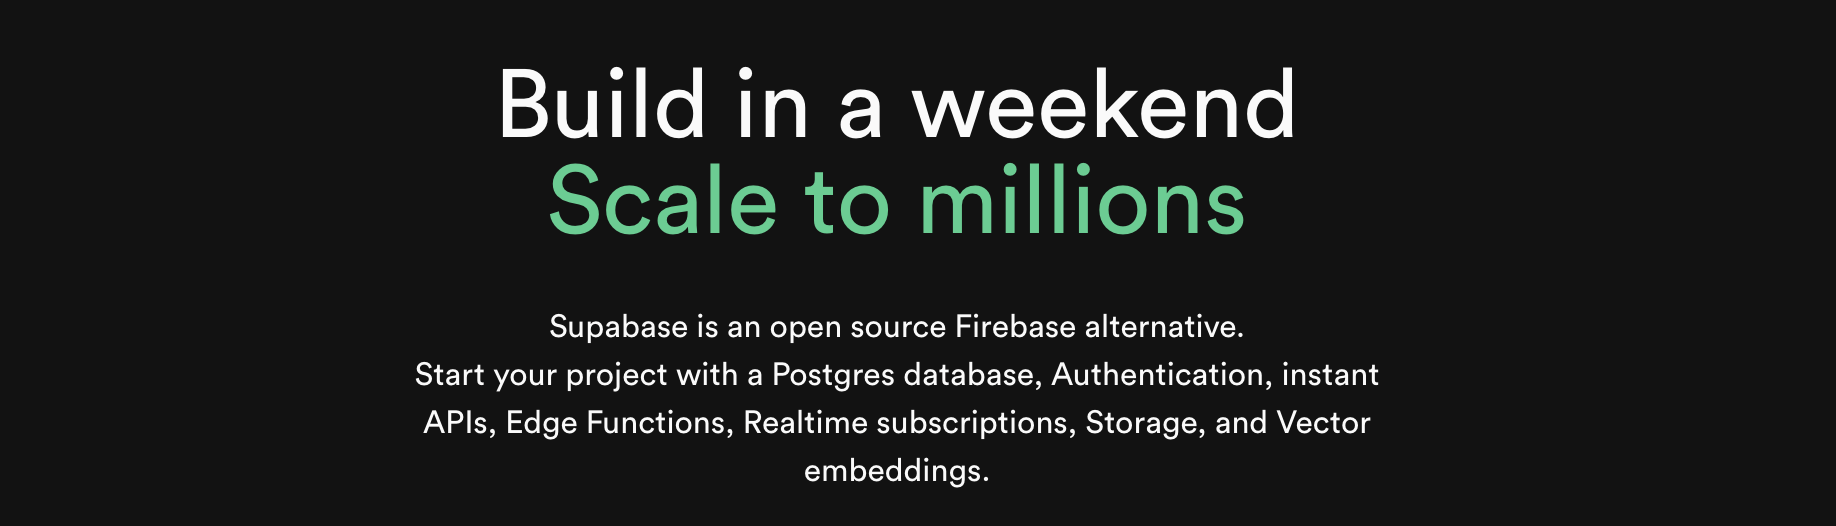 Build in a weekend
Scale to millions
Supabase is an open source Firebase alternative.
Start your project with a Postgres database, Authentication, instant
APIs, Edge Functions, Realtime subscriptions, Storage, and Vector
embeddings.